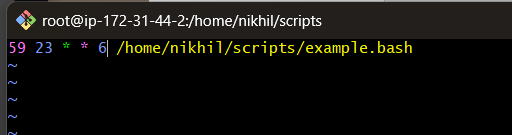 root@ip-172-31-44-2:/home/nikhil/scripts
59 23 * * 6 /home/nikhil/scripts/example.bash
~
~
~
~